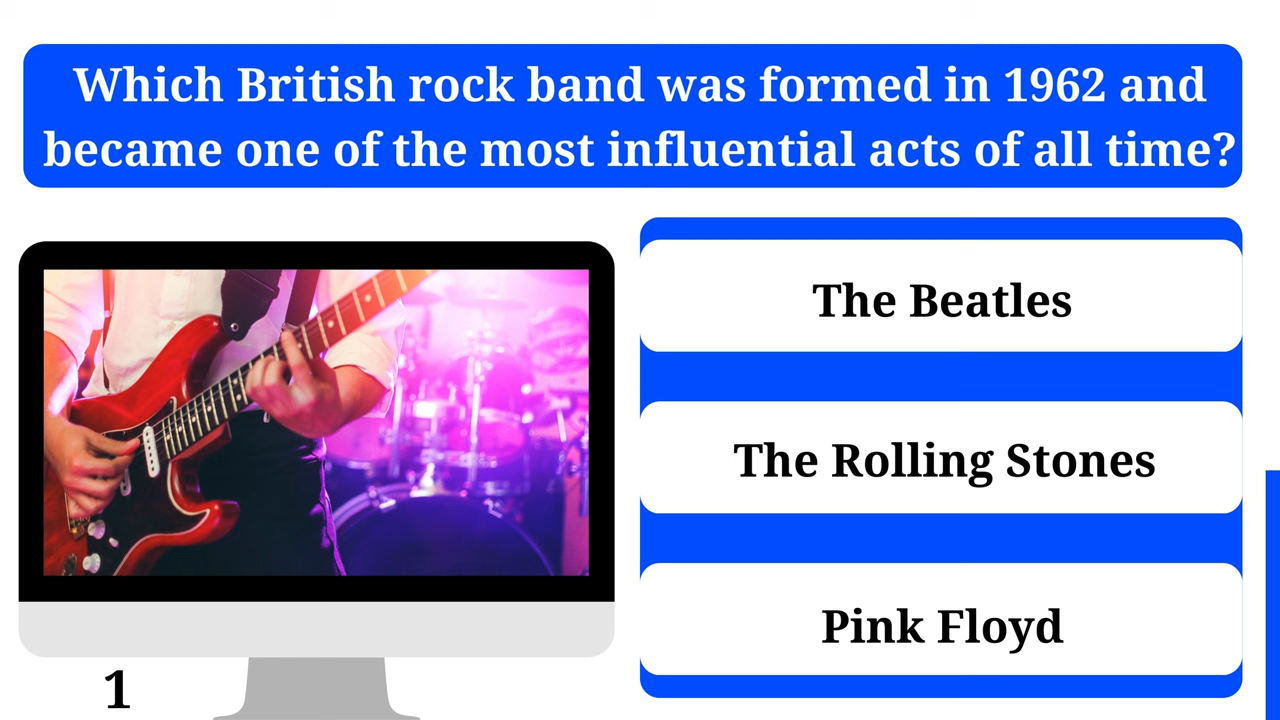 Which British rock band was formed in 1962 and
became one of the most influential acts of all time?
The Beatles
The Rolling Stones
Pink Floyd
1